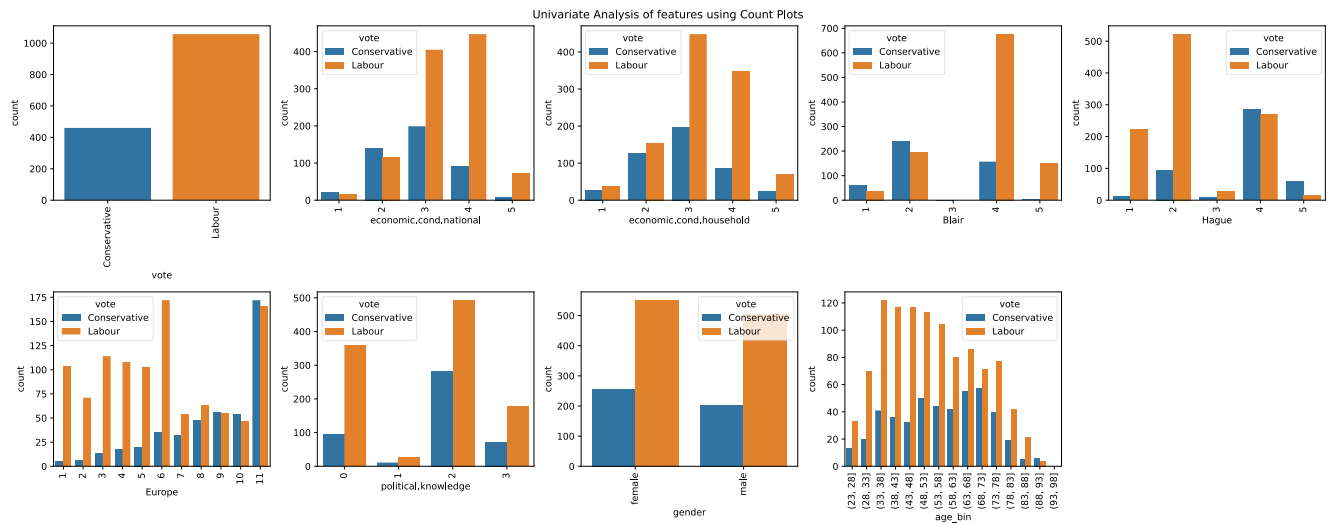 Univariate Analysis of features using Count Plots
count
1000
800
600
400
200
0
Conservative
Labour
vote
count
400
300
200
100
0
vote
Conservative
Labour
1 2 3 4 5
economic.cond.national
count
400
300
200
100
0
vote
Conservative
Labour
1 2 3 4 5
economic.cond.household
count
700
600
500
400
300
200
100
0
vote
Conservative
Labour
1 2 3 4 5
Blair
count
500
400
300
200
100
0
vote
Conservative
Labour
1 2 3 4 5
Hague
count
175
150
125
100
75
50
25
0
vote
Conservative
Labour
1 2 3 4 5 6 7 8 9 10 11
Europe
count
500
400
300
200
100
0
vote
Conservative
Labour
0 1 2 3
political.knowledge
count
500
400
300
200
100
0
vote
Conservative
Labour
female
male
gender
count
120
100
80
60
40
20
0
vote
Conservative
Labour
(23, 28]
(28, 33]
(33, 38]
(38, 43]
(43, 48]
(48, 53]
(53, 58]
(58, 63]
(63, 68]
(68, 73]
(73, 78]
(78, 83]
(83, 88]
(88, 93]
(93, 98]
age_bin